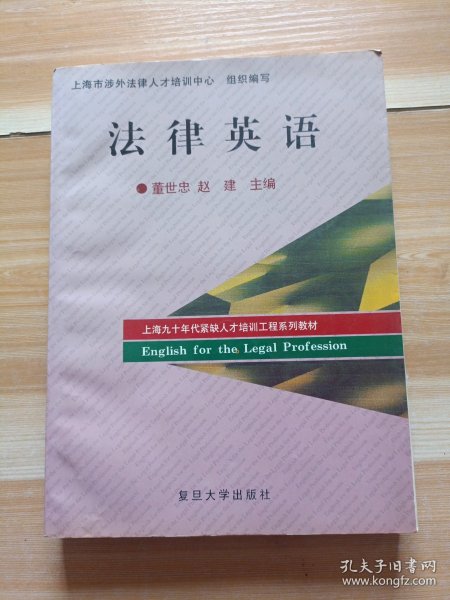 上海市涉外法律人才培训中心 组织编写
法律英语
董世忠 赵 建 主编
上海九十年代紧缺人才培训工程系列教材
English for the Legal Profession
复旦大学出版社
孔夫子旧书网
www.kongfz.com